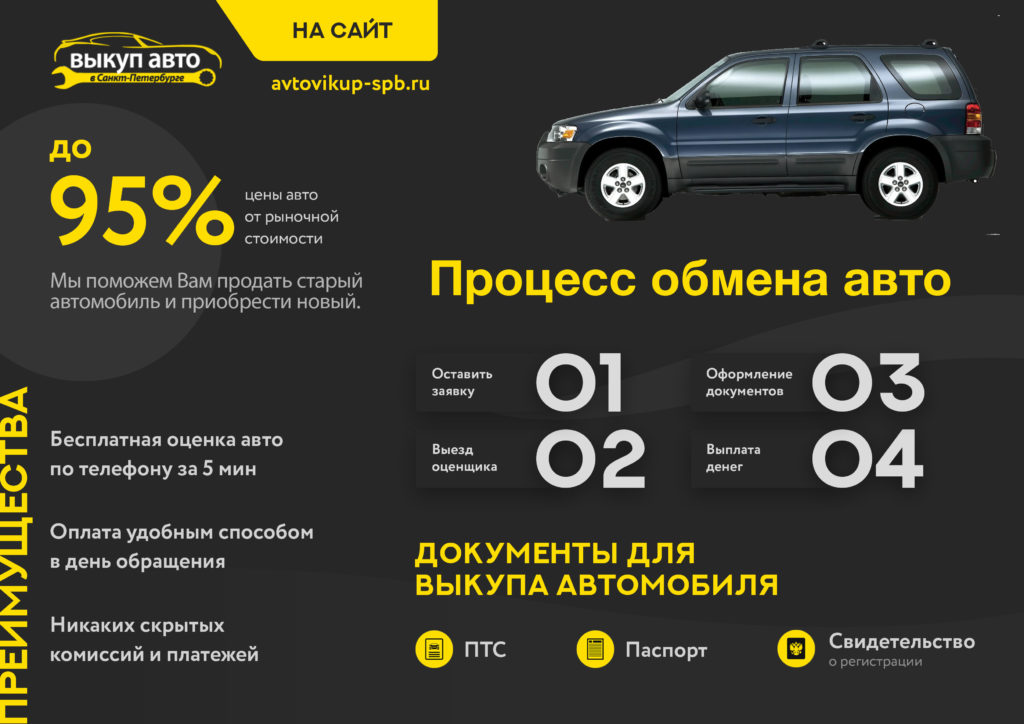 ВЫКУП АВТО
в Санкт-Петербурге
НА САЙТ
avtovikup-spb.ru
до
95%
цены авто
от рыночной
стоимости
Мы поможем Вам продать старый
автомобиль и приобрести новый.
Процесс обмена авто
Оставить
заявку
01
Выезд
оценщика
02
Оформление
документов
03
Выплата
денег
04
ПРЕИМУЩЕСТВА
Бесплатная оценка авто
по телефону за 5 мин
Оплата удобным способом
в день обращения
Никаких скрытых
комиссий и платежей
ДОКУМЕНТЫ ДЛЯ
ВЫКУПА АВТОМОБИЛЯ
ПТС
Паспорт
Свидетельство
о регистрации